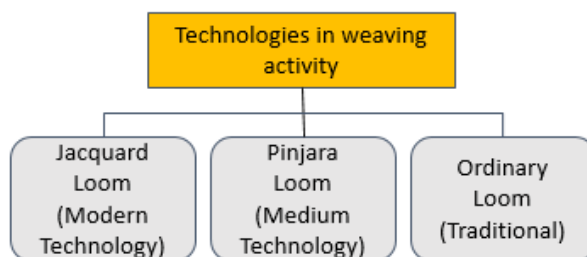 Technologies in weaving
activity
Jacquard
Loom
(Modern
Technology)
Pinjara
Loom
(Medium
Technology)
Ordinary
Loom
(Traditional)